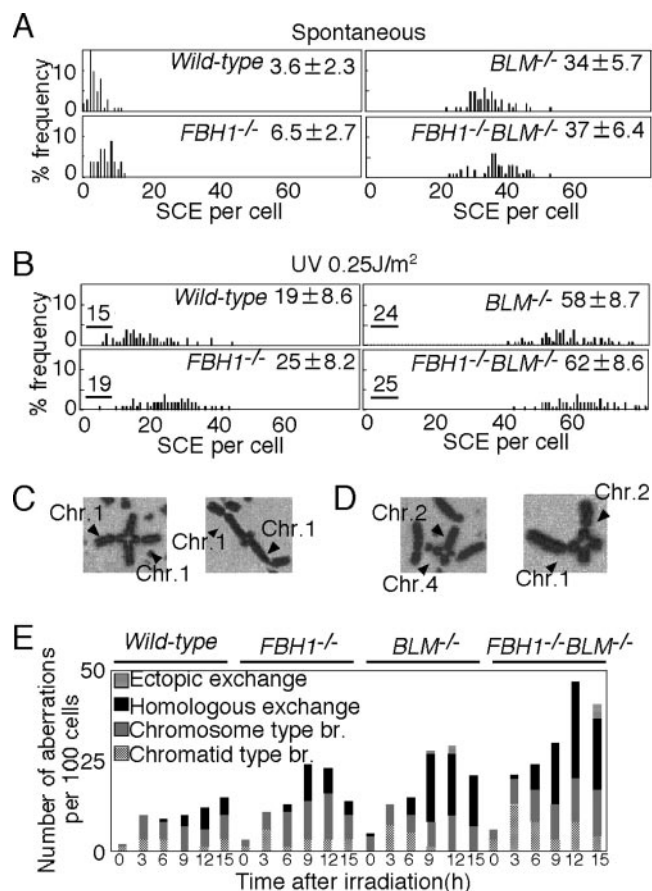 A
Spontaneous
% frequency
10
0
Wild-type 3.6±2.3
BLM-/- 34±5.7
10
0
FBH1-/- 6.5±2.7
FBH1-/-BLM-/- 37±6.4
0 20 40 60
SCE per cell
0 20 40 60
SCE per cell
B
UV 0.25J/m²
% frequency
10
0
15
Wild-type 19±8.6
24
BLM-/- 58±8.7
10
0
19
FBH1-/- 25±8.2
25
FBH1-/-BLM-/- 62±8.6
0 20 40 60
SCE per cell
0 20 40 60 80
SCE per cell
C
Chr.1
Chr.1
Chr.1
Chr.1
D
Chr.2
Chr.4
Chr.2
Chr.1
E
Wild-type FBH1-/- BLM-/- FBH1-/-BLM-/-
Number of aberrations
per 100 cells
50
25
0
Ectopic exchange
Homologous exchange
Chromosome type br.
Chromatid type br.
0 3 6 9 12 15 0 3 6 9 12 15 0 3 6 9 12 15 0 3 6 9 12 15
Time after irradiation(h)